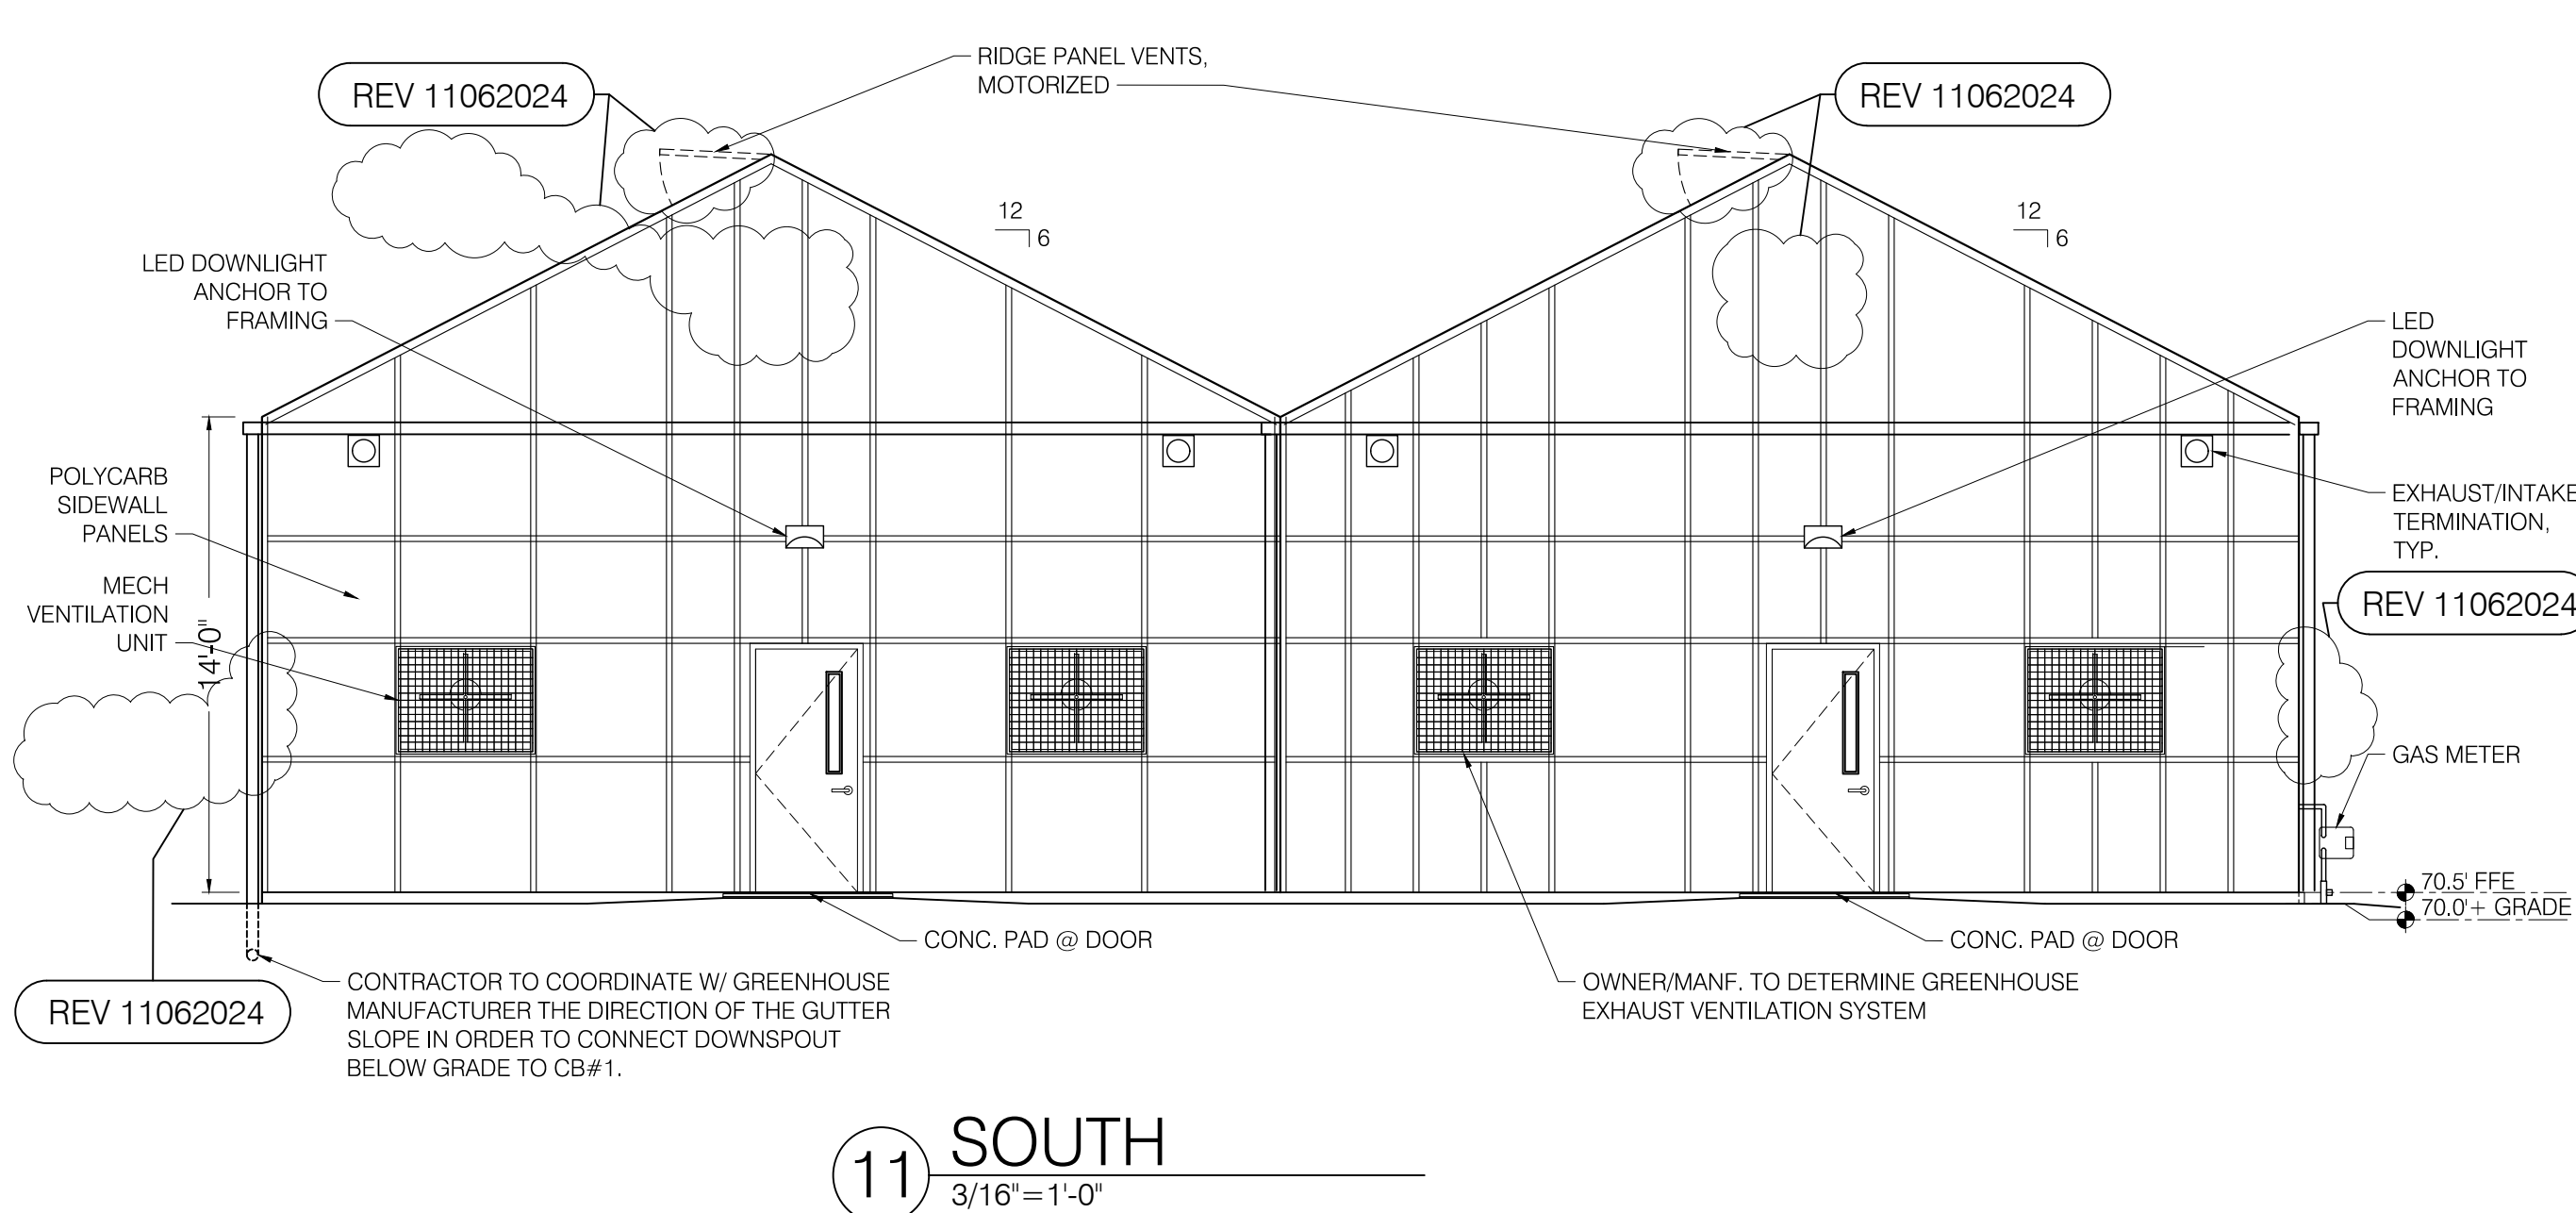 REV 11062024
RIDGE PANEL VENTS,
MOTORIZED
REV 11062024
12
6
12
6
LED DOWNLIGHT
ANCHOR TO
FRAMING
LED
DOWNLIGHT
ANCHOR TO
FRAMING
POLYCARB
SIDEWALL
PANELS
EXHAUST/INTAKE
TERMINATION,
TYP.
MECH
VENTILATION
UNIT
14'-0"
REV 11062024
GAS METER
70.5' FFE
70.0'+ GRADE
CONC. PAD @ DOOR
CONC. PAD @ DOOR
REV 11062024
CONTRACTOR TO COORDINATE W/ GREENHOUSE
MANUFACTURER THE DIRECTION OF THE GUTTER
SLOPE IN ORDER TO CONNECT DOWNSPOUT
BELOW GRADE TO CB#1.
OWNER/MANF. TO DETERMINE GREENHOUSE
EXHAUST VENTILATION SYSTEM
11
SOUTH
3/16"=1'-0"